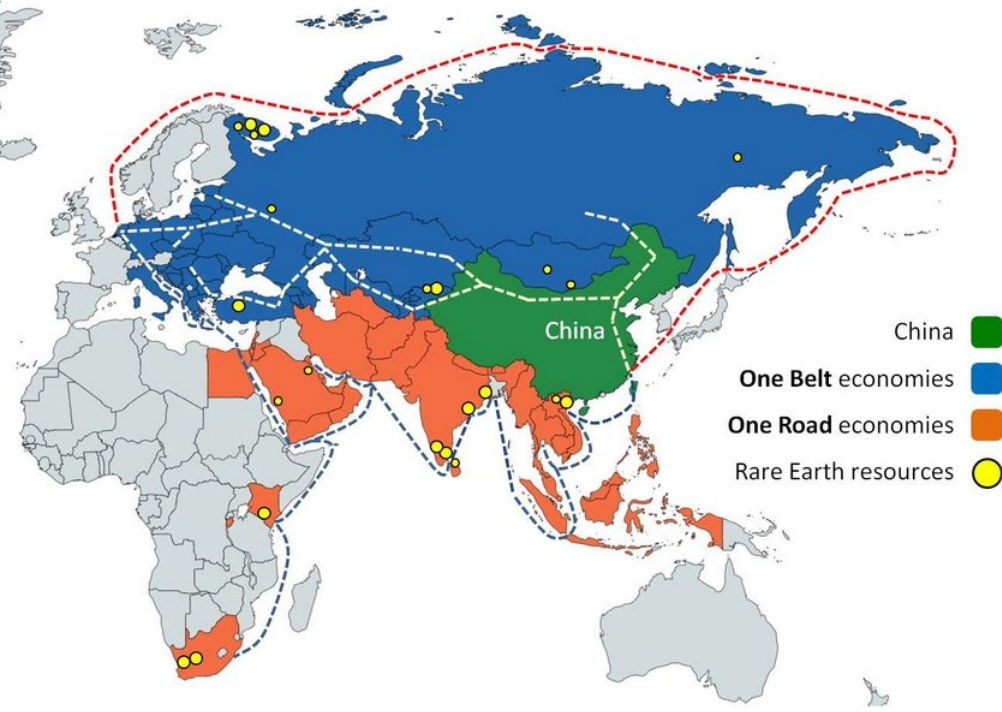 China
China
One Belt economies
One Road economies
Rare Earth resources